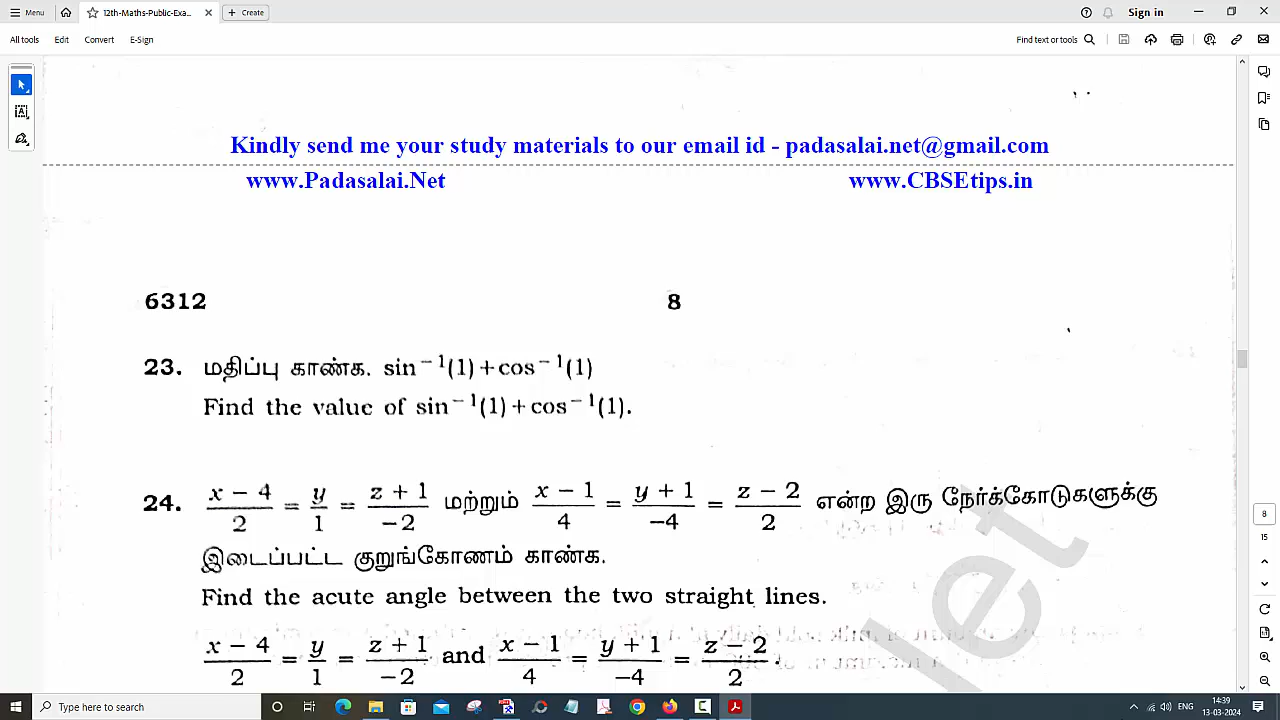 Menu
12th-Maths-Public-Exa...
Create
Sign in
All tools Edit Convert E-Sign
Find text or tools
Kindly send me your study materials to our email id - padasalai.net@gmail.com
www.Padasalai.Net www.CBSEtips.in
6312 8
23. மதிப்பு காண்க. sin⁻¹(1)+cos⁻¹(1)
Find the value of sin⁻¹(1)+cos⁻¹(1).
24. (x − 4)/2 = y/1 = (z + 1)/−2 மற்றும் (x − 1)/4 = (y + 1)/−4 = (z − 2)/2 என்ற இரு நேர்க்கோடுகளுக்கு
இடைப்பட்ட குறுங்கோணம் காண்க.
Find the acute angle between the two straight lines.
(x − 4)/2 = y/1 = (z + 1)/−2 and (x − 1)/4 = (y + 1)/−4 = (z − 2)/2.
let
8
15
Type here to search
ENG
14:39
13-03-2024